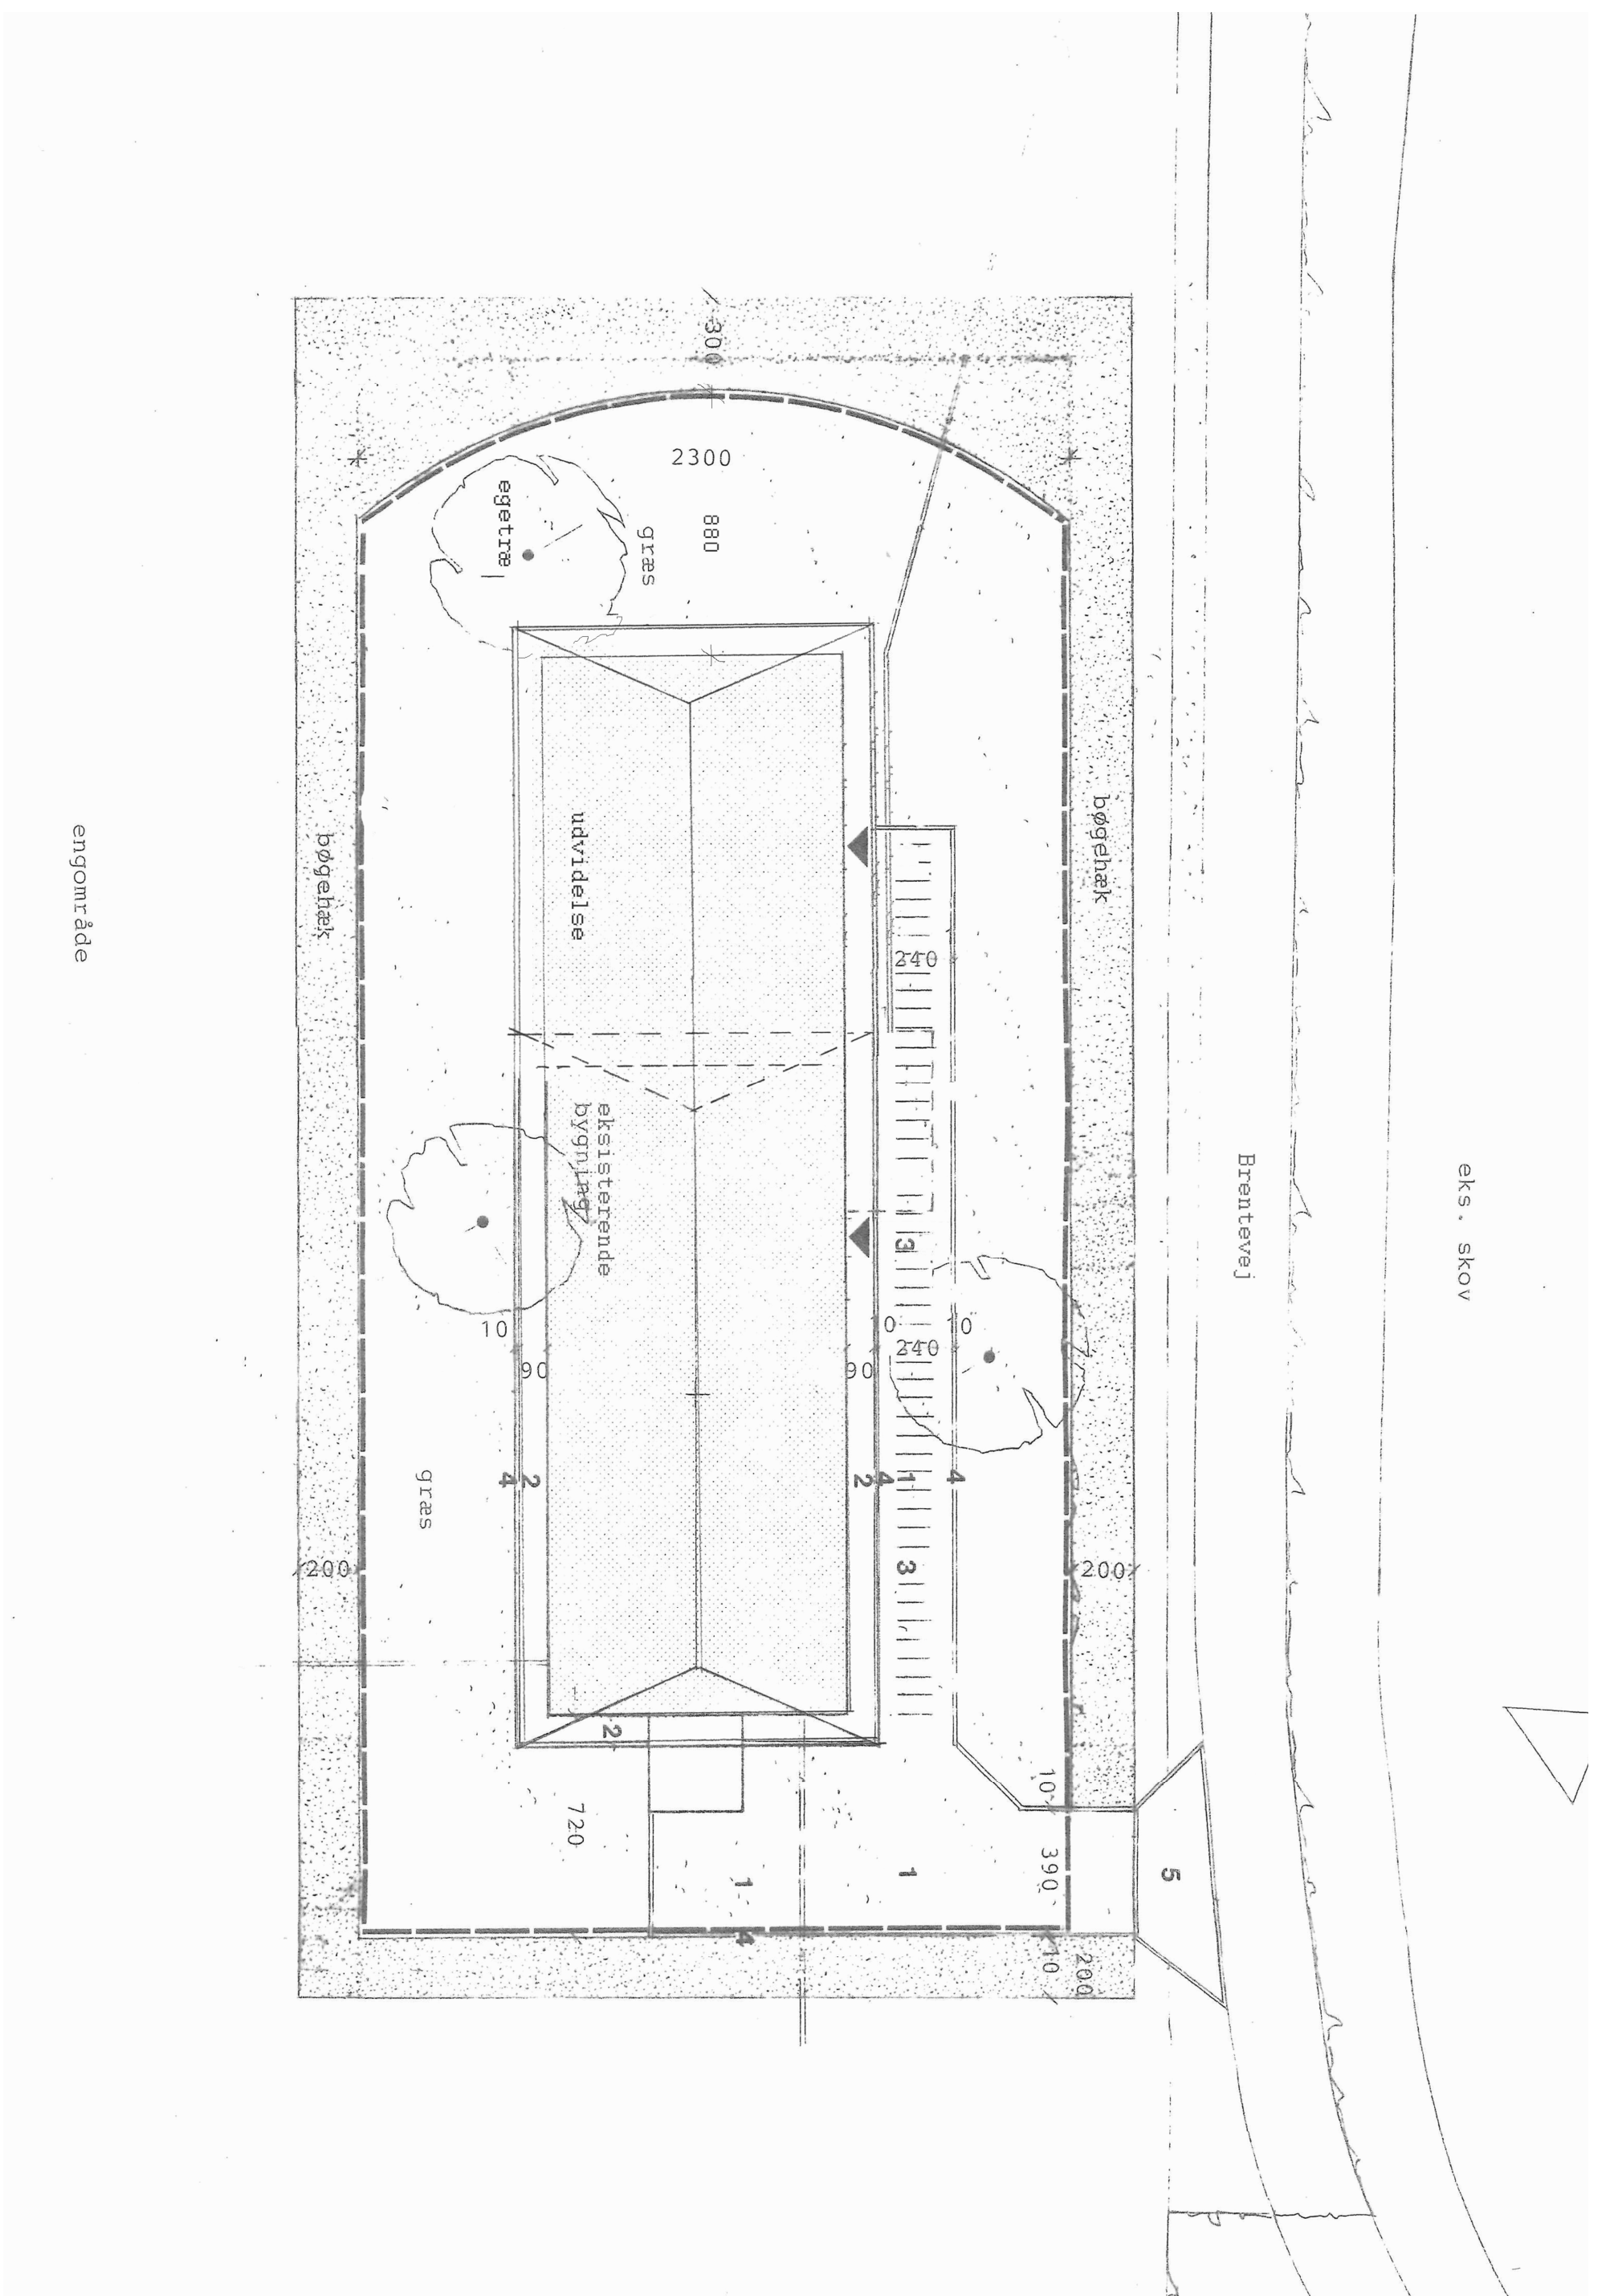 300
2300
880
egetræ
græs
bøgehæk
bøgehæk
engområde
udvidelse
240
eksisterende
bygning
Brentevej
eks. skov
3
10
90
90
10
10
240
4
2
2
4
1
4
græs
3
200
200
2
720
10
390
1
1
5
4
10
200